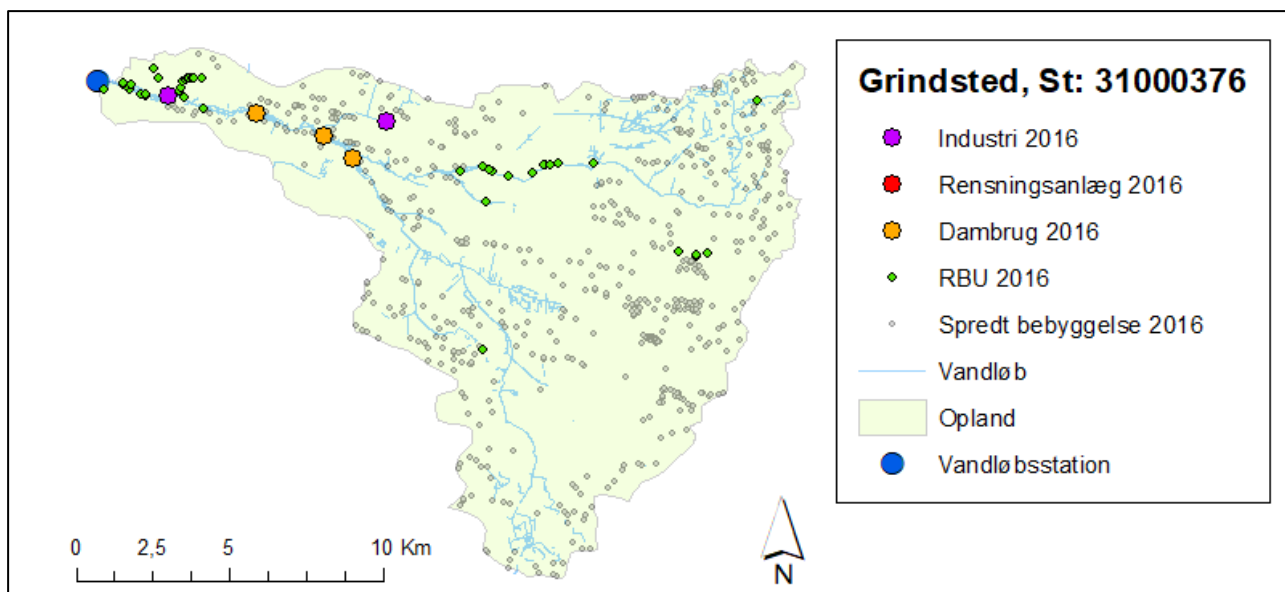 Grindsted, St: 31000376
Industri 2016
Rensningsanlæg 2016
Dambrug 2016
RBU 2016
Spredt bebyggelse 2016
Vandløb
Opland
Vandløbsstation
0 2,5 5 10 Km
N